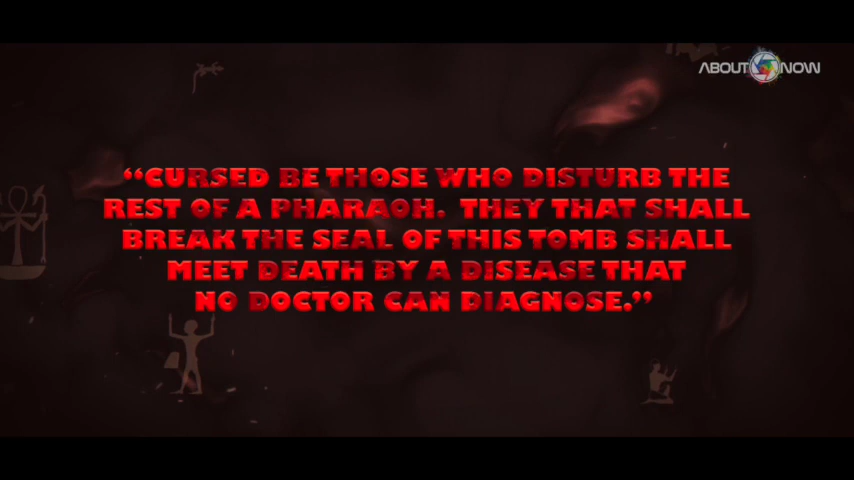 ABOUT NOW
“CURSED BE THOSE WHO DISTURB THE
REST OF A PHARAOH. THEY THAT SHALL
BREAK THE SEAL OF THIS TOMB SHALL
MEET DEATH BY A DISEASE THAT
NO DOCTOR CAN DIAGNOSE.”